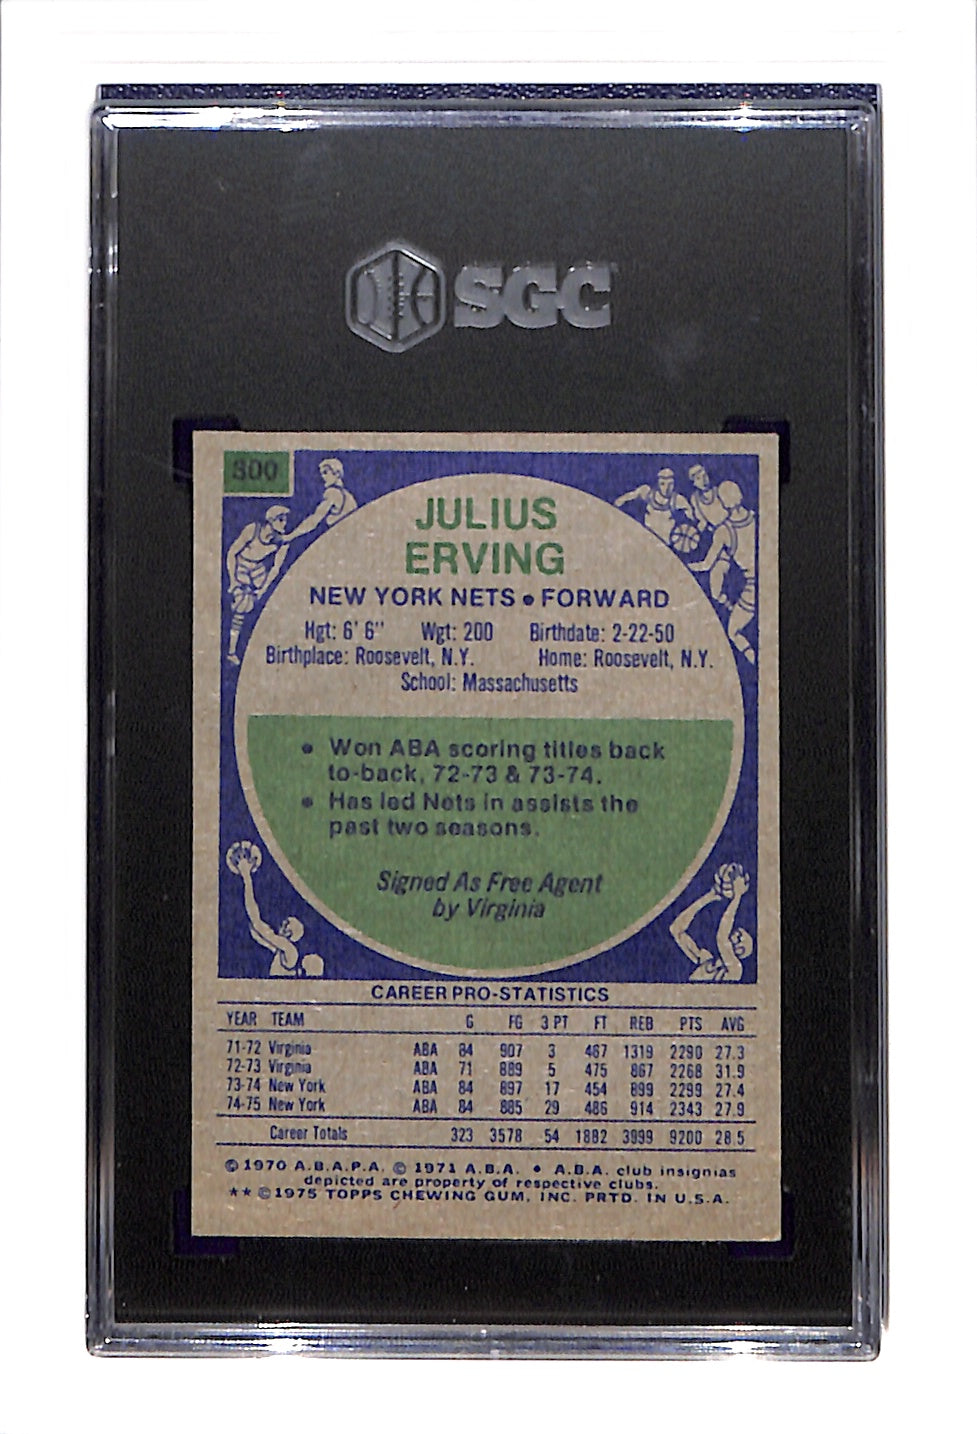 SGC
300
JULIUS
ERVING
NEW YORK NETS • FORWARD
Hgt: 6' 6" Wgt: 200 Birthdate: 2-22-50
Birthplace: Roosevelt, N.Y. Home: Roosevelt, N.Y.
School: Massachusetts
• Won ABA scoring titles back
to-back, 72-73 & 73-74.
• Has led Nets in assists the
past two seasons.
Signed As Free Agent
by Virginia
CAREER PRO-STATISTICS
YEAR TEAM G FG 3 PT FT REB PTS AVG
71-72 Virginia ABA 84 907 3 467 1319 2290 27.3
72-73 Virginia ABA 71 889 5 475 867 2268 31.9
73-74 New York ABA 84 897 17 454 899 2299 27.4
74-75 New York ABA 84 885 29 486 914 2343 27.9
Career Totals 323 3578 54 1882 3999 9200 28.5
© 1970 A.B.A.P.A. © 1971 A.B.A. • A.B.A. club insignias
depicted are property of respective clubs.
** © 1975 TOPPS CHEWING GUM, INC. PRTD. IN U.S.A.